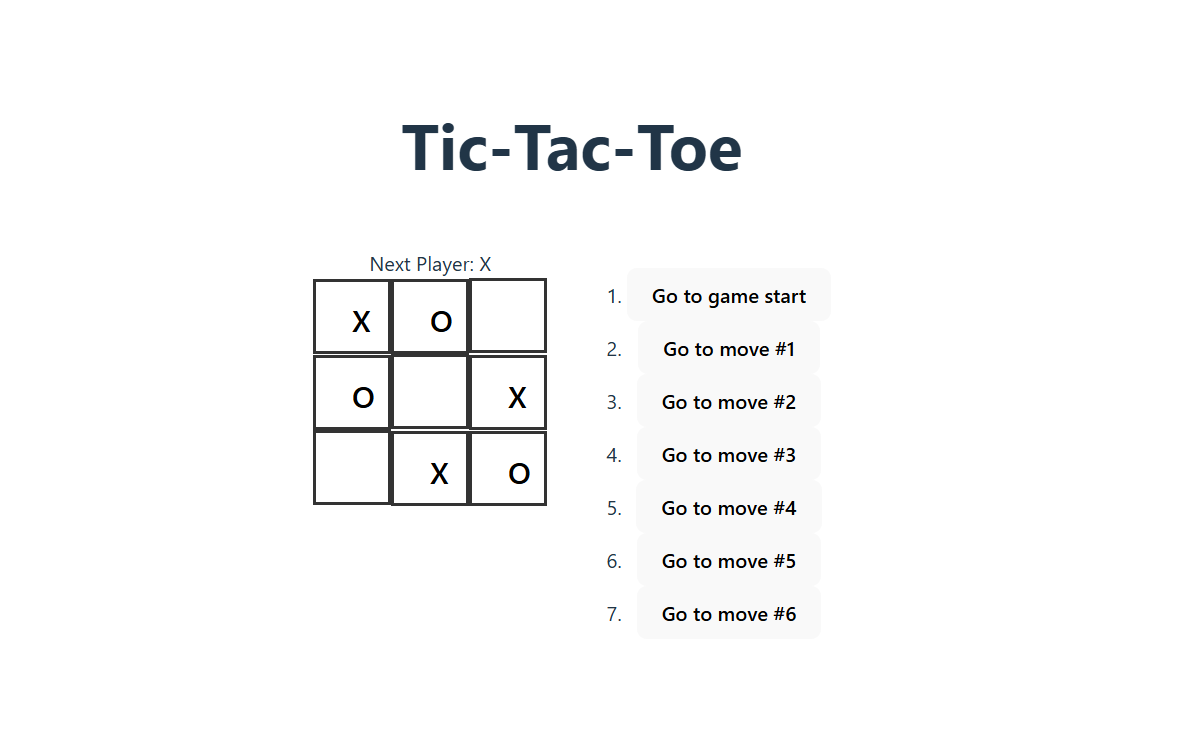 Tic-Tac-Toe
Next Player: X
X O
O X
X O
1. Go to game start
2. Go to move #1
3. Go to move #2
4. Go to move #3
5. Go to move #4
6. Go to move #5
7. Go to move #6